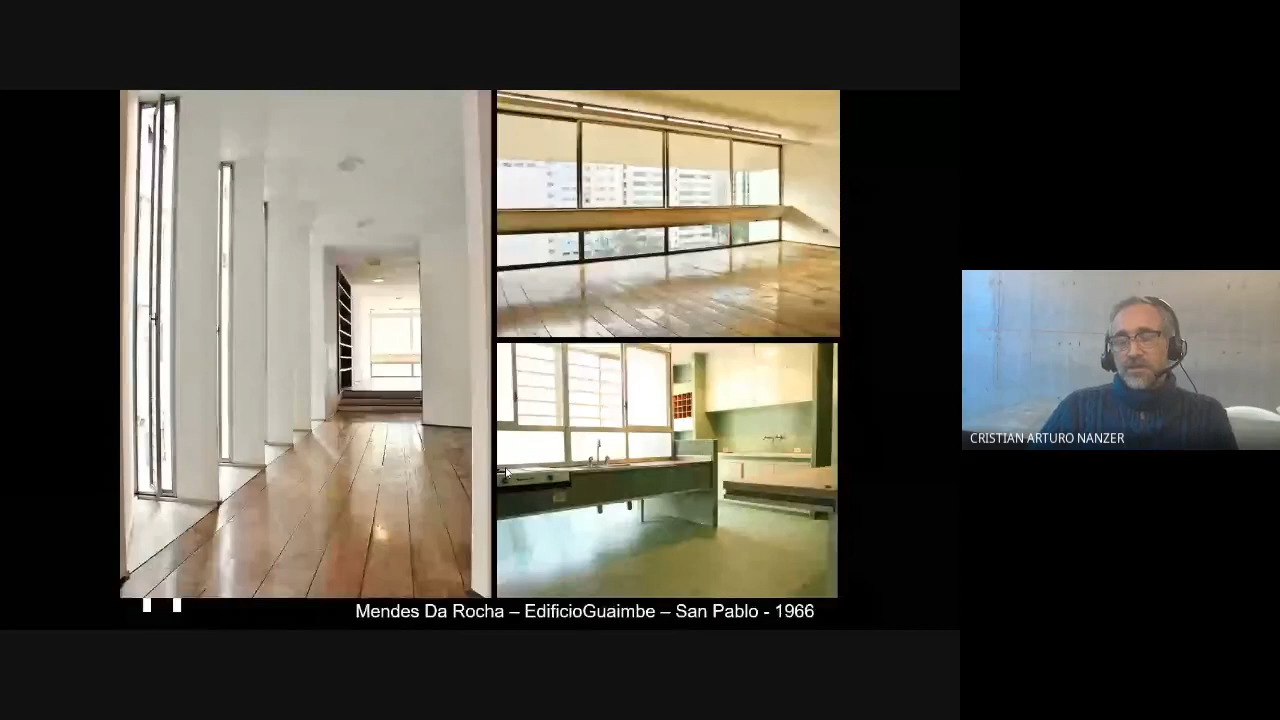 Mendes Da Rocha – EdificioGuaimbe – San Pablo - 1966
CRISTIAN ARTURO NANZER